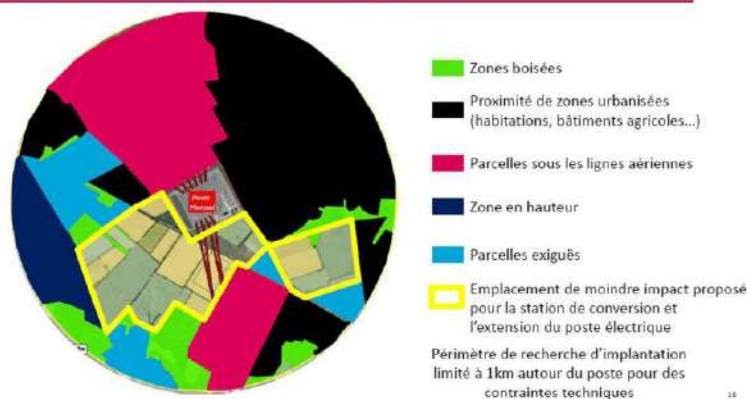 Zones boisées
Proximité de zones urbanisées
(habitations, bâtiments agricoles...)
Parcelles sous les lignes aériennes
Zone en hauteur
Parcelles exiguës
Emplacement de moindre impact proposé
pour la station de conversion et
l'extension du poste électrique
Périmètre de recherche d'implantation
limité à 1km autour du poste pour des
contraintes techniques
Poste